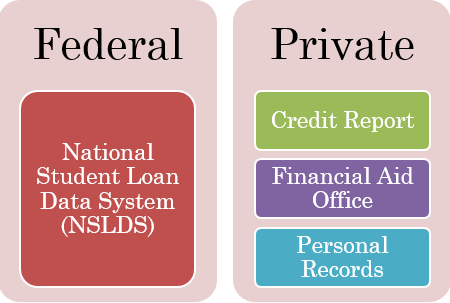 Federal
National
Student Loan
Data System
(NSLDS)
Private
Credit Report
Financial Aid
Office
Personal
Records